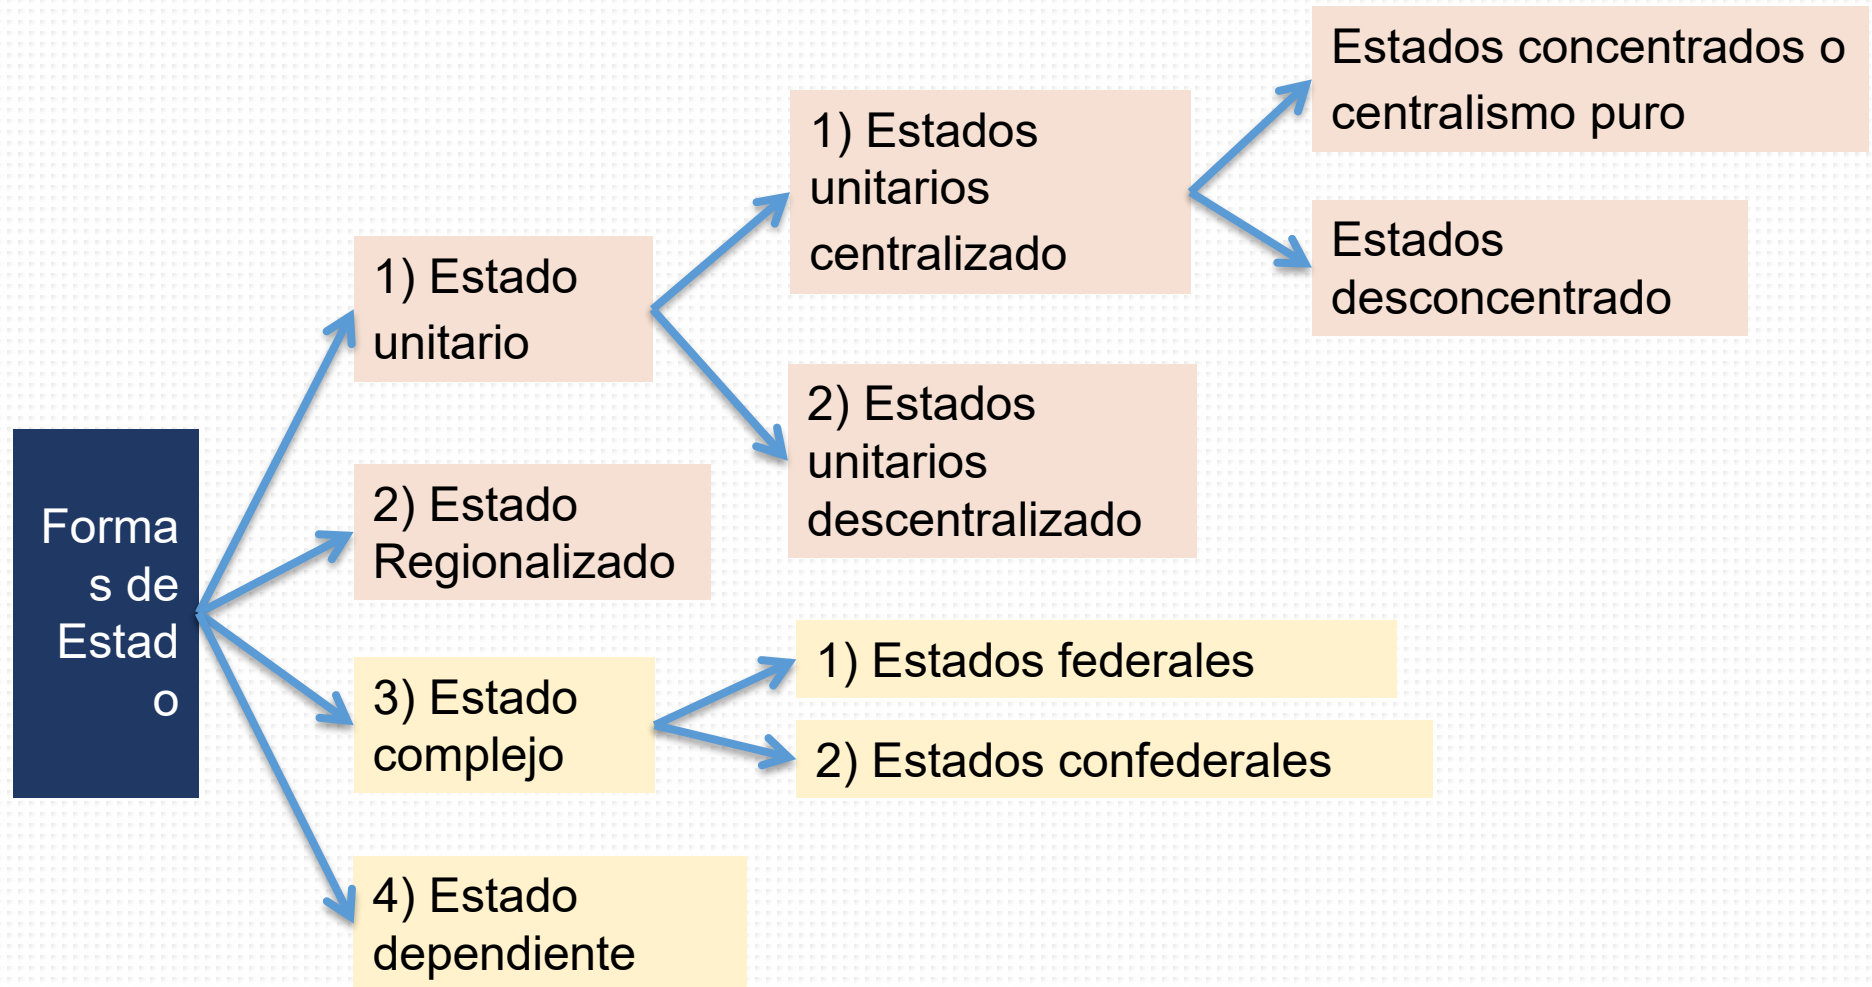 Forma
s de
Estad
o
1) Estado
unitario
1) Estados
unitarios
centralizado
Estados concentrados o
centralismo puro
Estados
desconcentrado
2) Estados
unitarios
descentralizado
2) Estado
Regionalizado
3) Estado
complejo
1) Estados federales
2) Estados confederales
4) Estado
dependiente